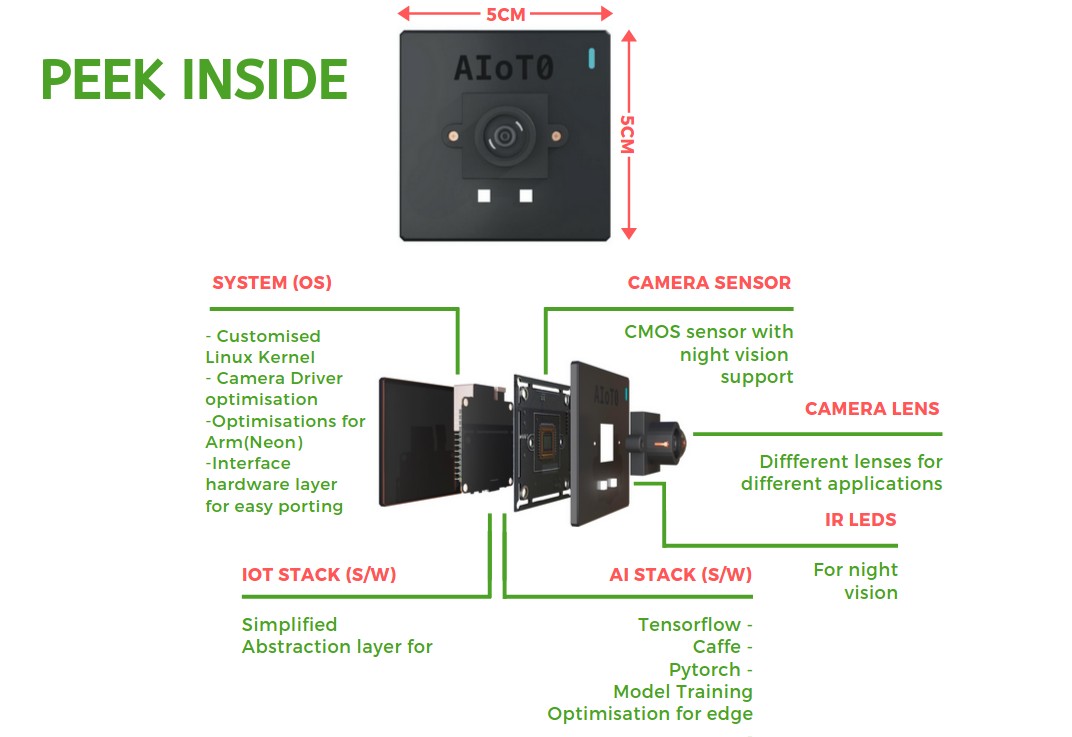 5CM
PEEK INSIDE
AIoT0
5CM
SYSTEM (OS)
- Customised
Linux Kernel
- Camera Driver
optimisation
-Optimisations for
Arm(Neon)
-Interface
hardware layer
for easy porting
CAMERA SENSOR
CMOS sensor with
night vision
support
AIoT0
CAMERA LENS
Diffferent lenses for
different applications
IR LEDS
For night
vision
IOT STACK (S/W)
Simplified
Abstraction layer for
AI STACK (S/W)
Tensorflow -
Caffe -
Pytorch -
Model Training
Optimisation for edge